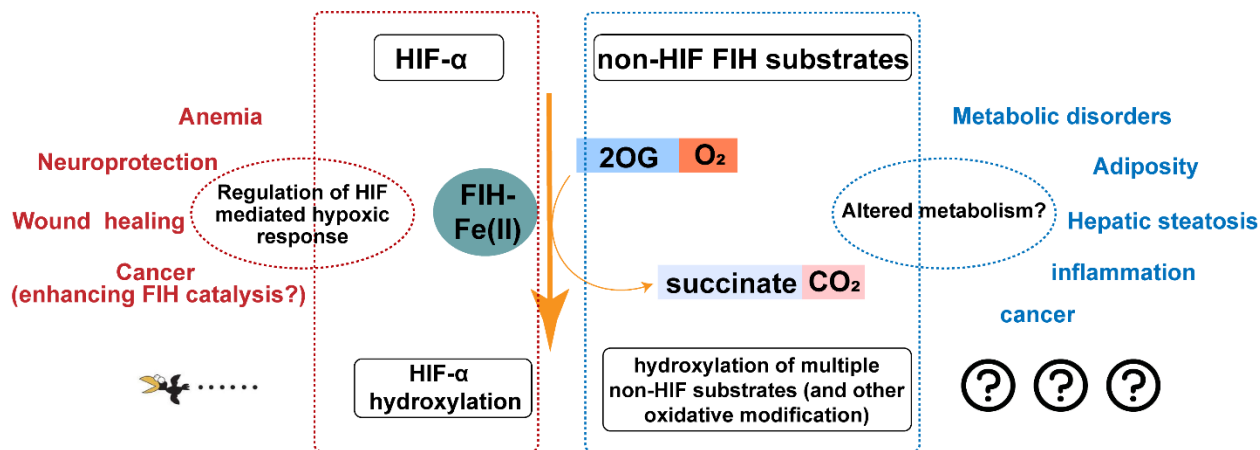 HIF-α
non-HIF FIH substrates
Anemia
Neuroprotection
Wound  healing
Cancer
(enhancing FIH catalysis?)
Regulation of HIF
mediated hypoxic
response
FIH-
Fe(II)
2OG O₂
succinate CO₂
Altered metabolism?
Metabolic disorders
Adiposity
Hepatic steatosis
inflammation
cancer
HIF-α
hydroxylation
hydroxylation of multiple
non-HIF substrates (and other
oxidative modification)
? ? ?